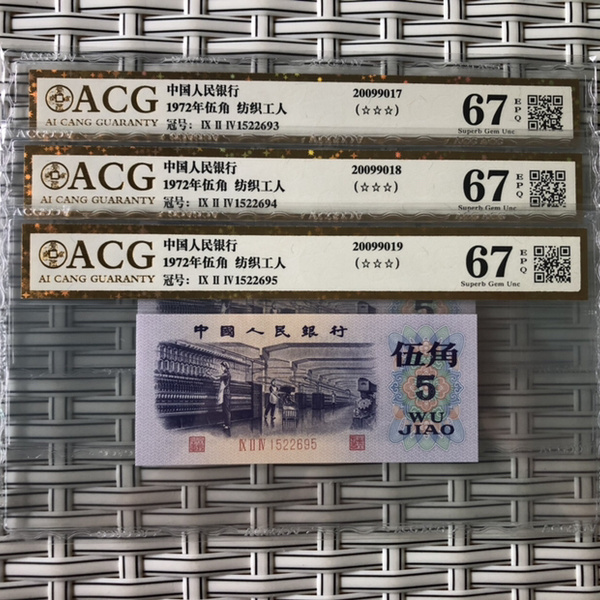 ACG
AI CANG GUARANTY
中国人民银行
1972年伍角 纺织工人
冠号: IX II IV1522693
20099017
(☆☆☆)
67
EPQ
Superb Gem Unc
ACG
AI CANG GUARANTY
中国人民银行
1972年伍角 纺织工人
冠号: IX II IV1522694
20099018
(☆☆☆)
67
EPQ
Superb Gem Unc
ACG
AI CANG GUARANTY
中国人民银行
1972年伍角 纺织工人
冠号: IX II IV1522695
20099019
(☆☆☆)
67
EPQ
Superb Gem Unc
5
中國人民銀行
伍角
5
WU
JIAO
IX II IV 1522695